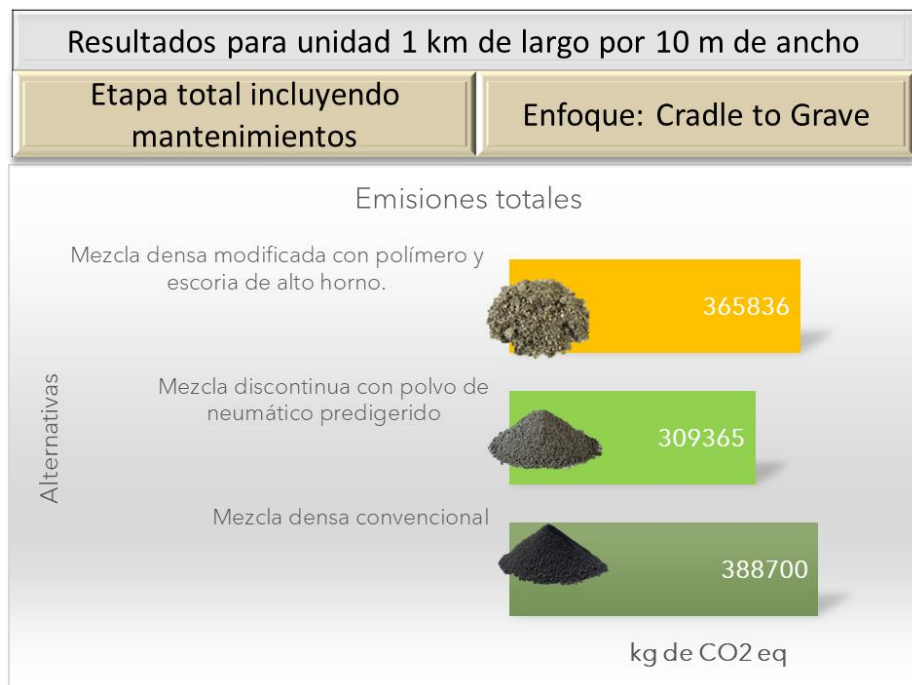 Resultados para unidad 1 km de largo por 10 m de ancho
Etapa total incluyendo
mantenimientos
Enfoque: Cradle to Grave
Emisiones totales
Mezcla densa modificada con polímero y
escoria de alto horno.
365836
Mezcla discontinua con polvo de
neumático predigerido
309365
Mezcla densa convencional
388700
Alternativas
kg de CO2 eq